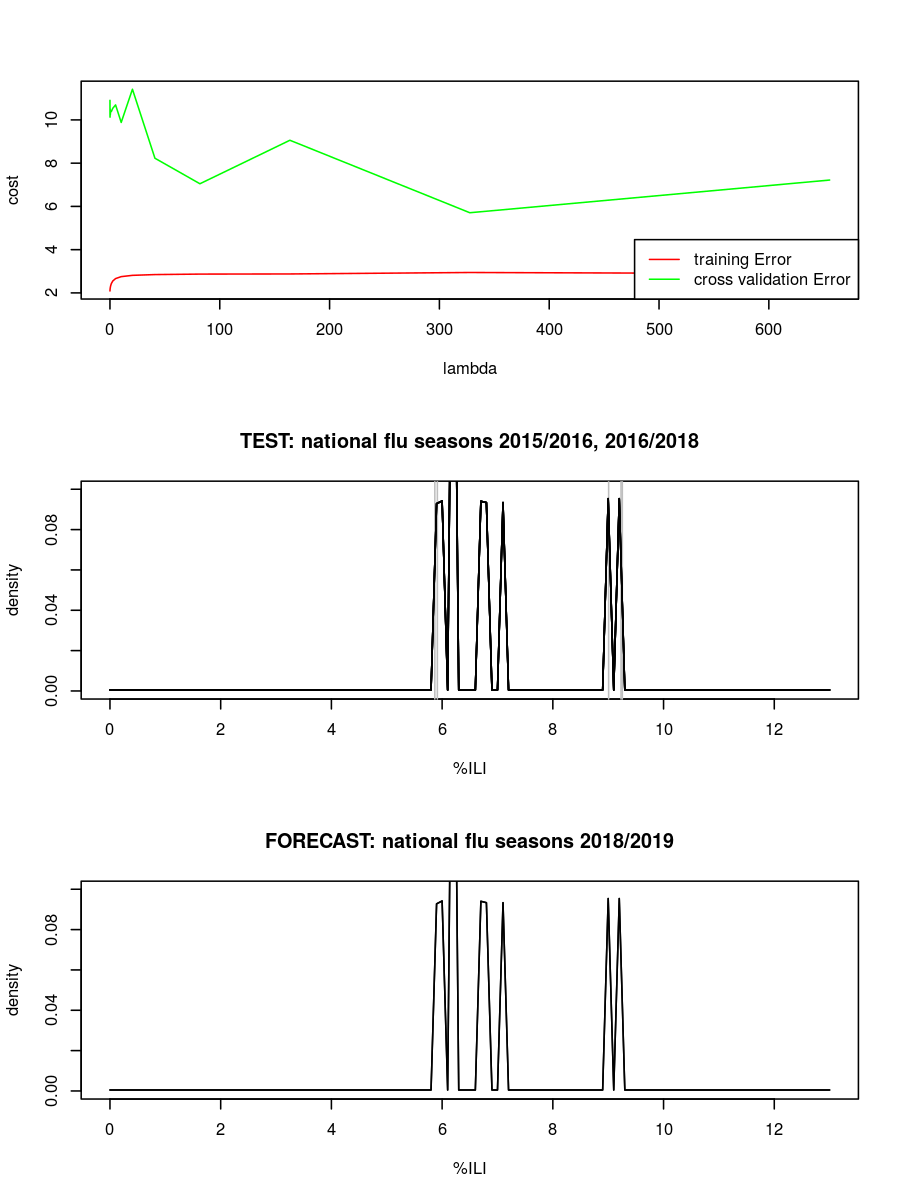 cost
10
8
6
4
2
training Error
cross validation Error
0 100 200 300 400 500 600
lambda
TEST: national flu seasons 2015/2016, 2016/2018
density
0.08
0.04
0.00
0 2 4 6 8 10 12
%ILI
FORECAST: national flu seasons 2018/2019
density
0.08
0.04
0.00
0 2 4 6 8 10 12
%ILI